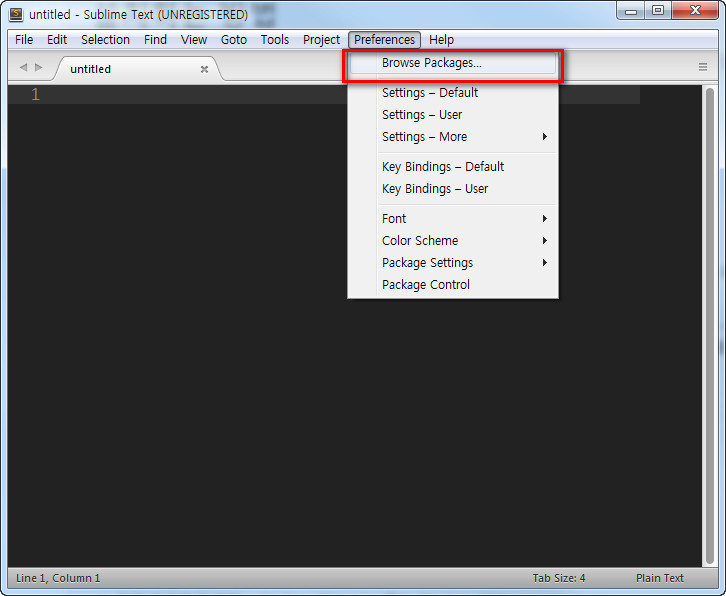 untitled - Sublime Text (UNREGISTERED)
File Edit Selection Find View Goto Tools Project Preferences Help
untitled
Browse Packages...
1
Settings – Default
Settings – User
Settings – More
Key Bindings – Default
Key Bindings – User
Font
Color Scheme
Package Settings
Package Control
Line 1, Column 1 Tab Size: 4 Plain Text